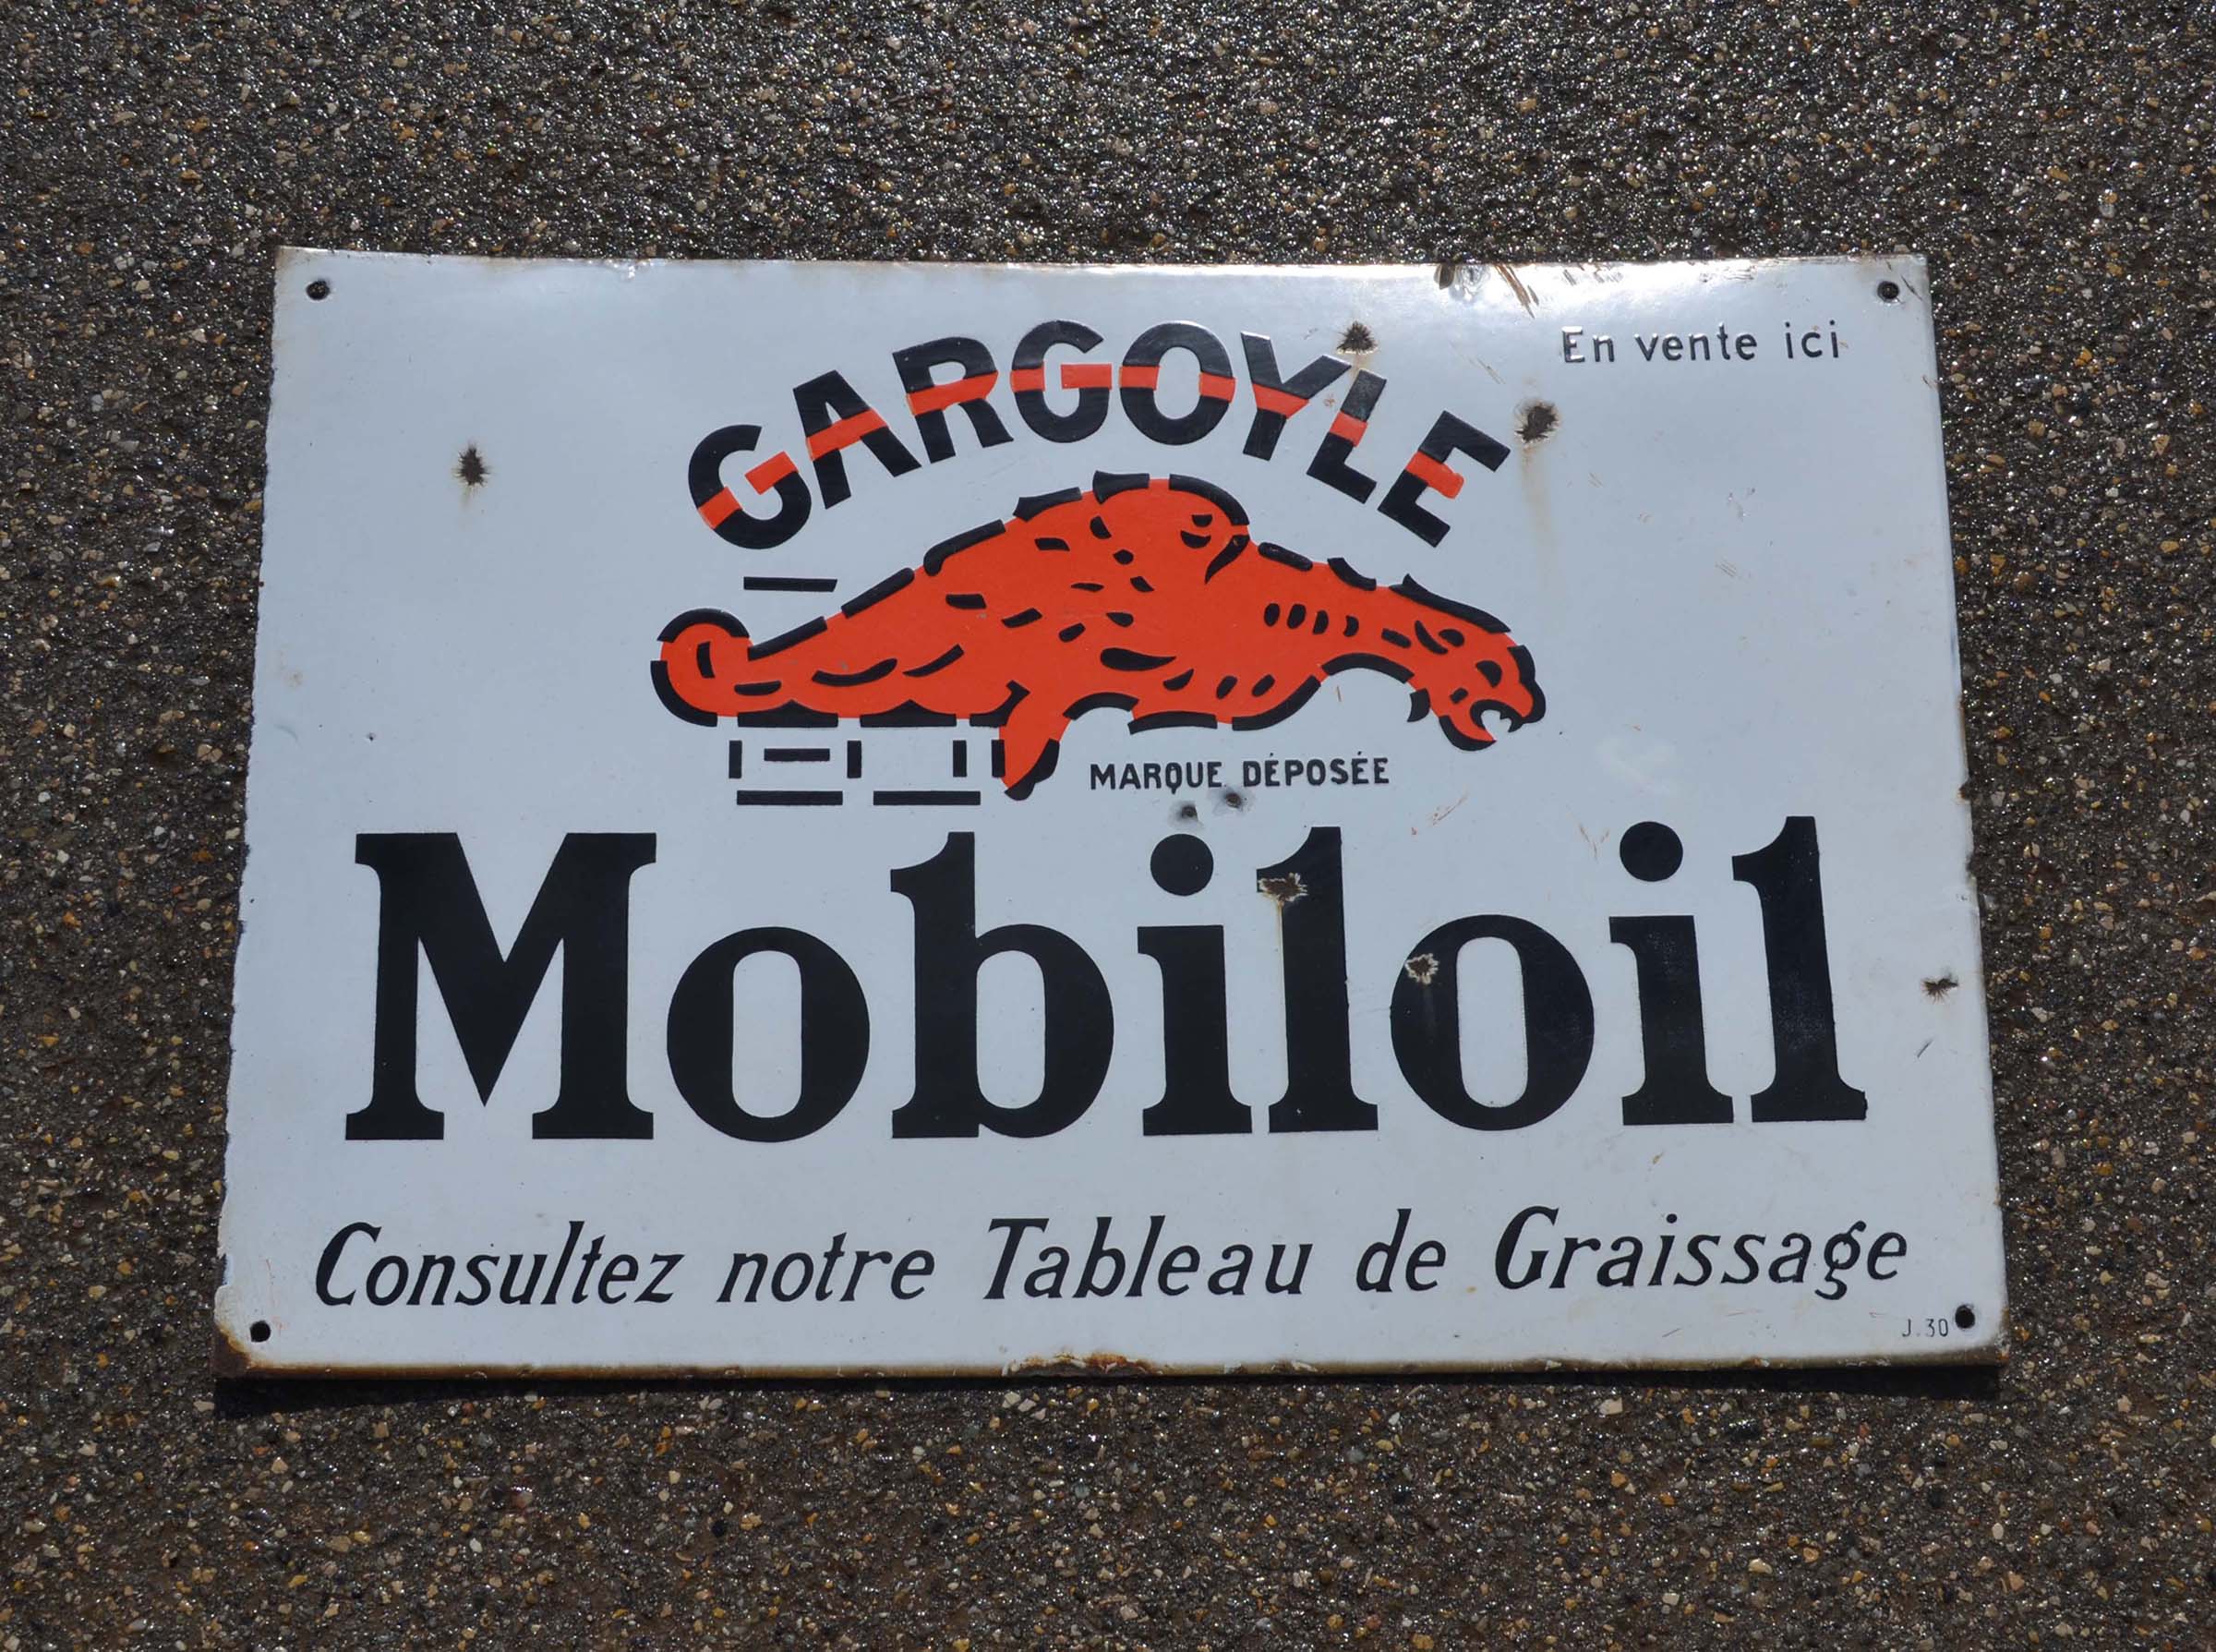 En vente ici
GARGOYLE
MARQUE DÉPOSÉE
Mobiloil
Consultez notre Tableau de Graissage
J.30